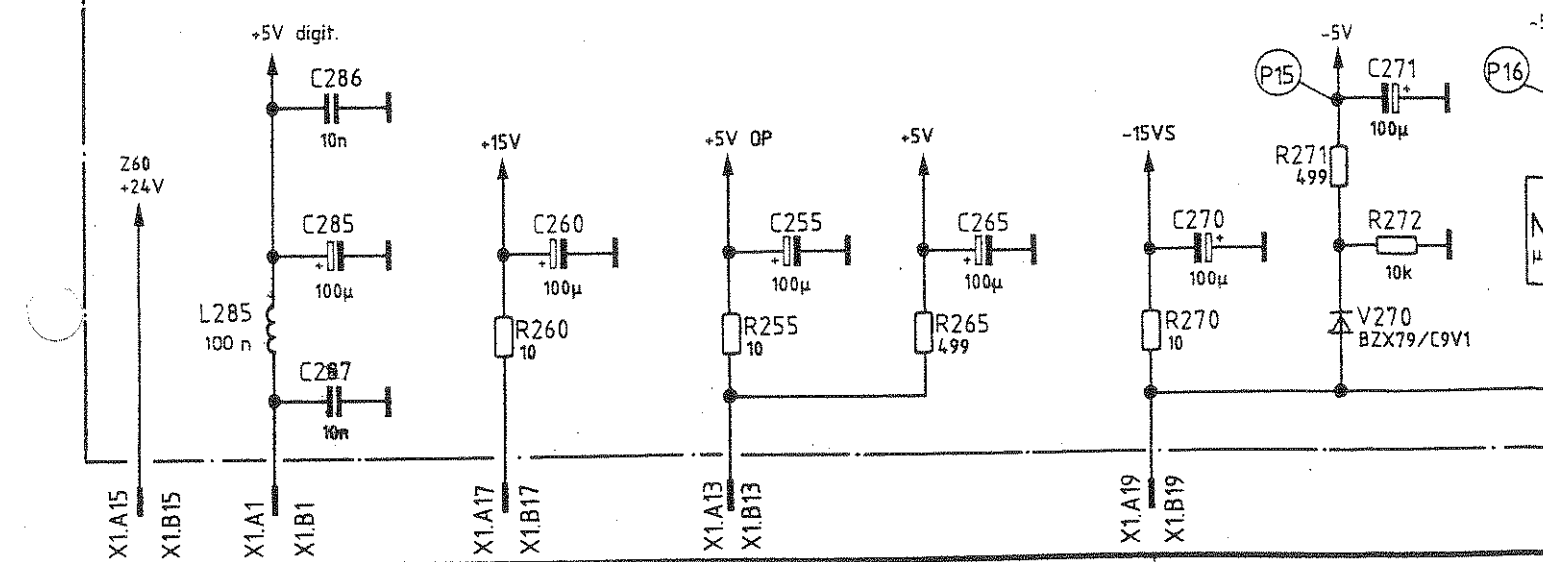 +5V digit.
C286
10n
Z60
+24V
C285
100µ
L285
100 n
C287
10n
X1.A15
X1.B15
X1.A1
X1.B1
+15V
C260
100µ
R260
10
X1.A17
X1.B17
+5V OP
C255
100µ
R255
10
X1.A13
X1.B13
+5V
C265
100µ
R265
499
-15VS
C270
100µ
R270
10
X1.A19
X1.B19
-5V
P15
C271
100µ
R271
499
R272
10k
V270
BZX79/C9V1
P16